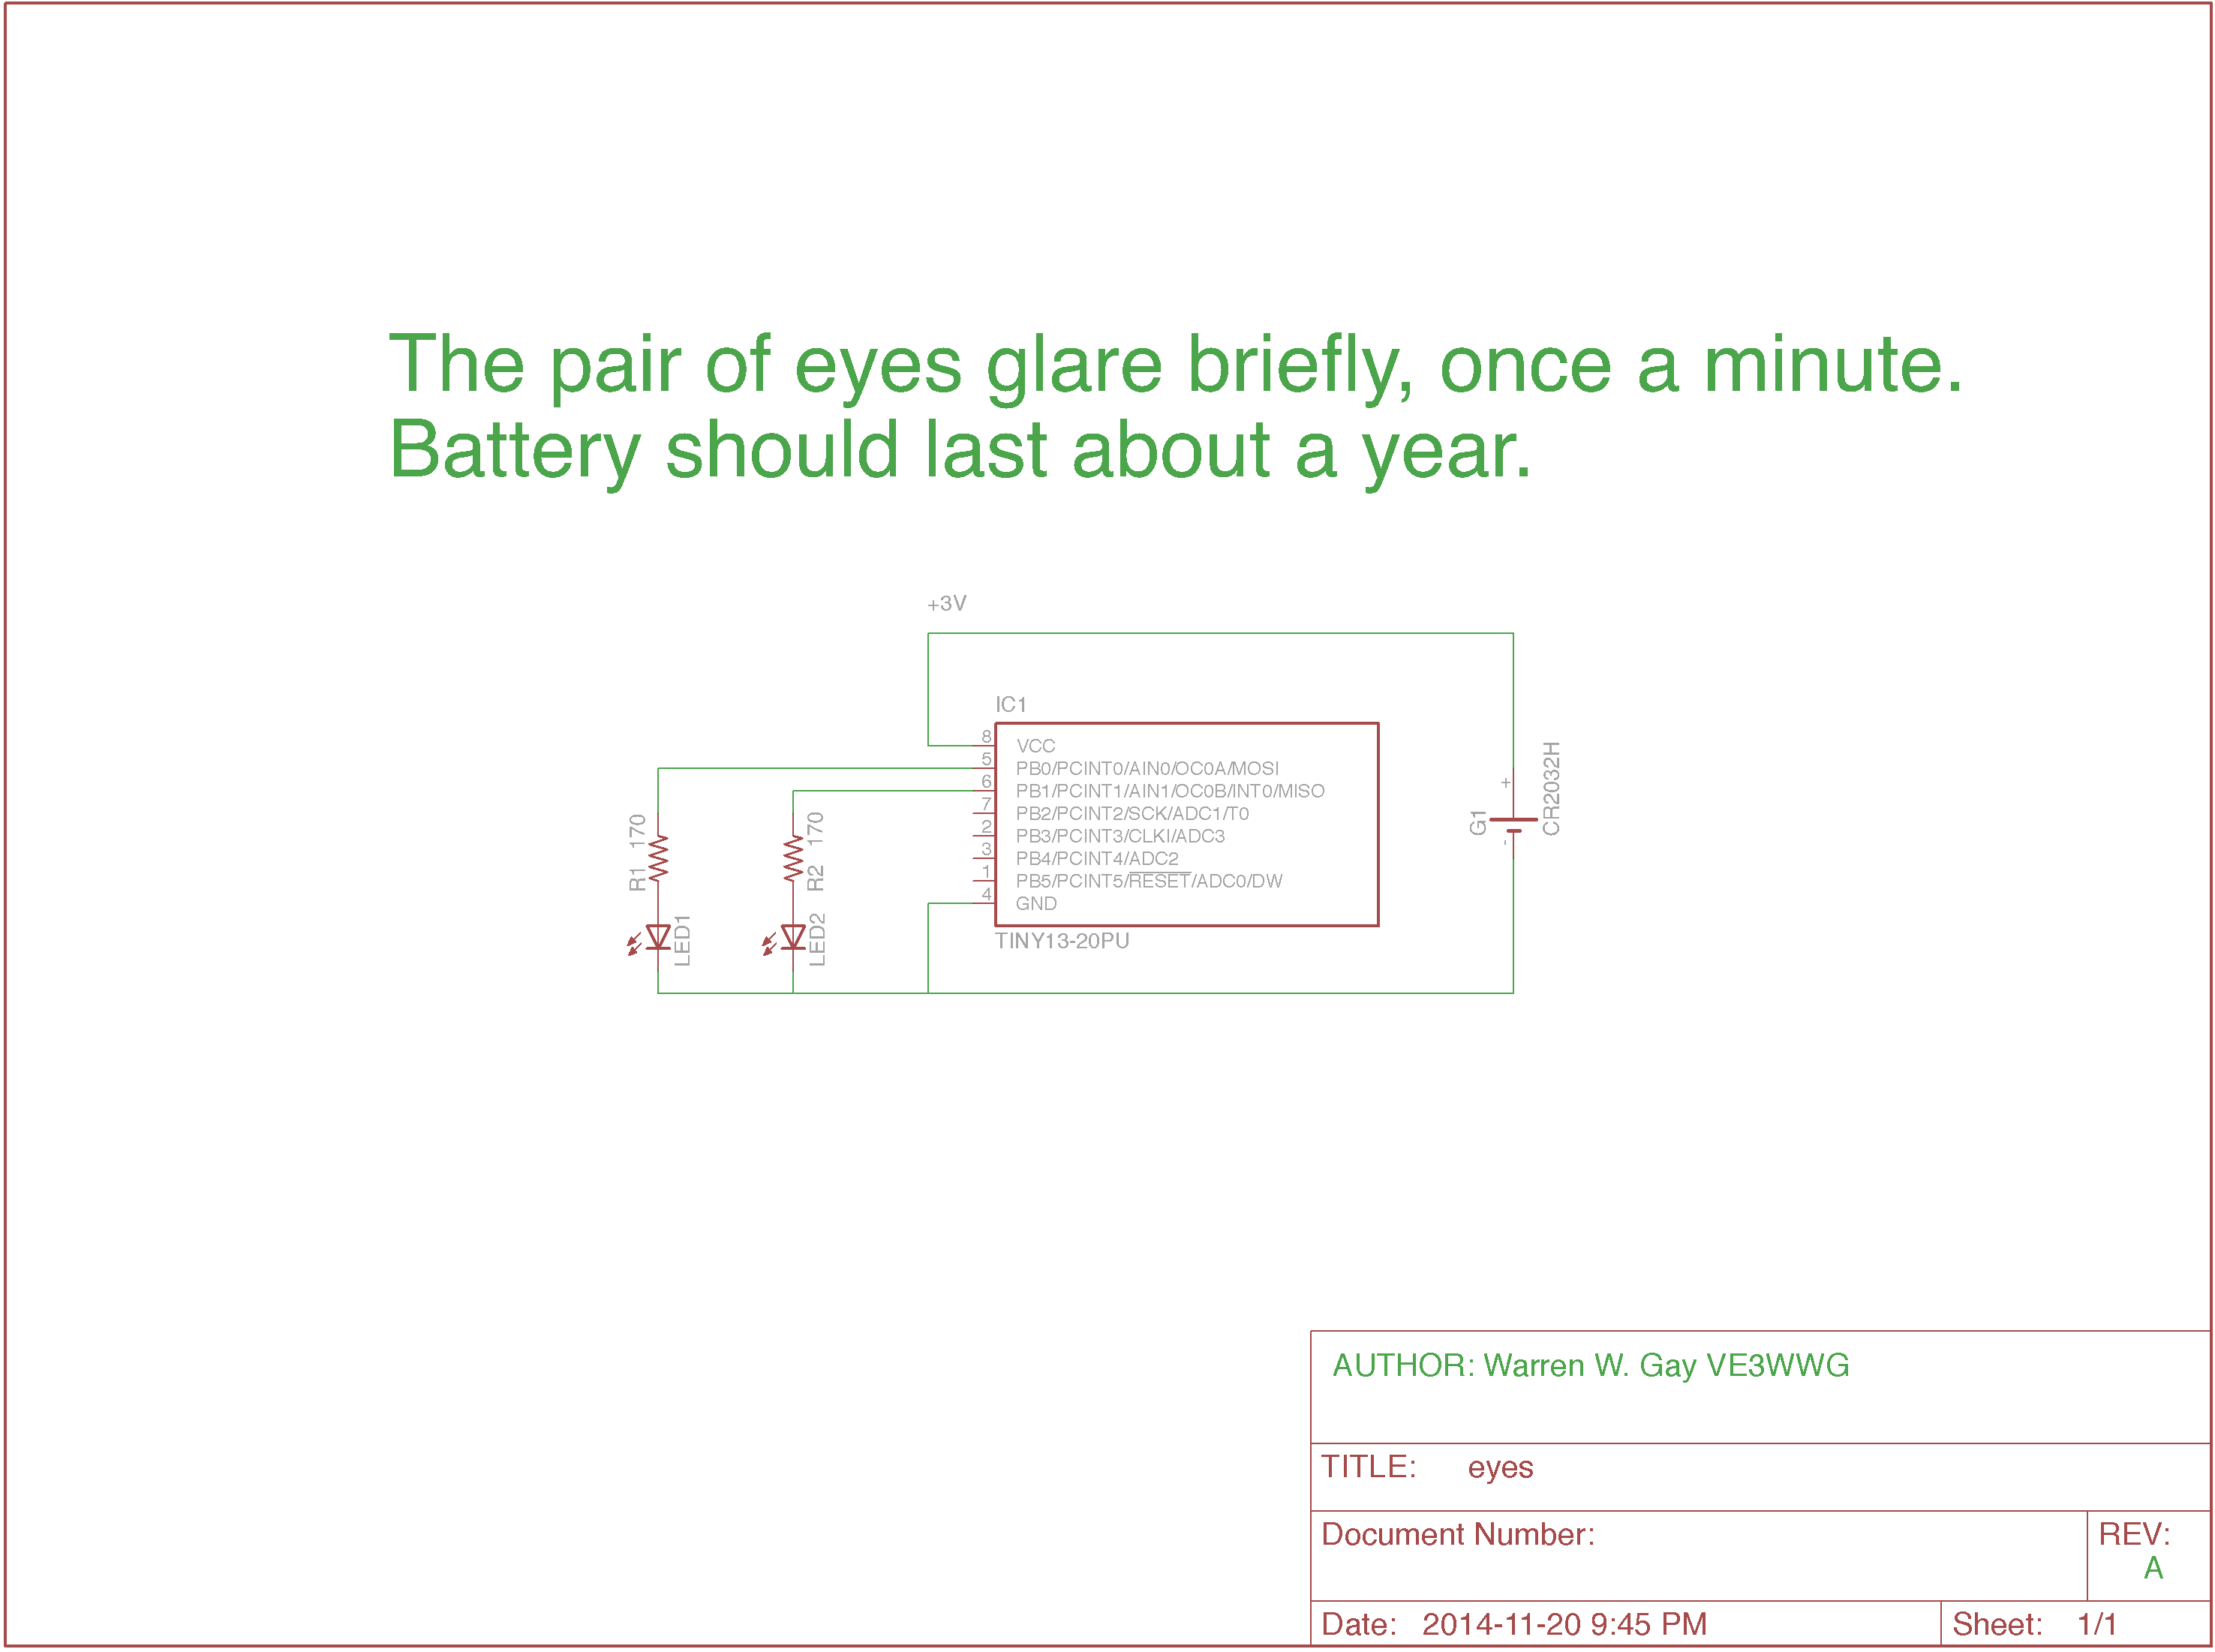 The pair of eyes glare briefly, once a minute.
Battery should last about a year.
+3V
IC1
8 VCC
5 PB0/PCINT0/AIN0/OC0A/MOSI
6 PB1/PCINT1/AIN1/OC0B/INT0/MISO
7 PB2/PCINT2/SCK/ADC1/T0
2 PB3/PCINT3/CLKI/ADC3
3 PB4/PCINT4/ADC2
1 PB5/PCINT5/RESET/ADC0/DW
4 GND
TINY13-20PU
R1 170
LED1
R2 170
LED2
+
-
G1
CR2032H
AUTHOR: Warren W. Gay VE3WWG
TITLE: eyes
Document Number:
REV:
A
Date: 2014-11-20 9:45 PM
Sheet: 1/1